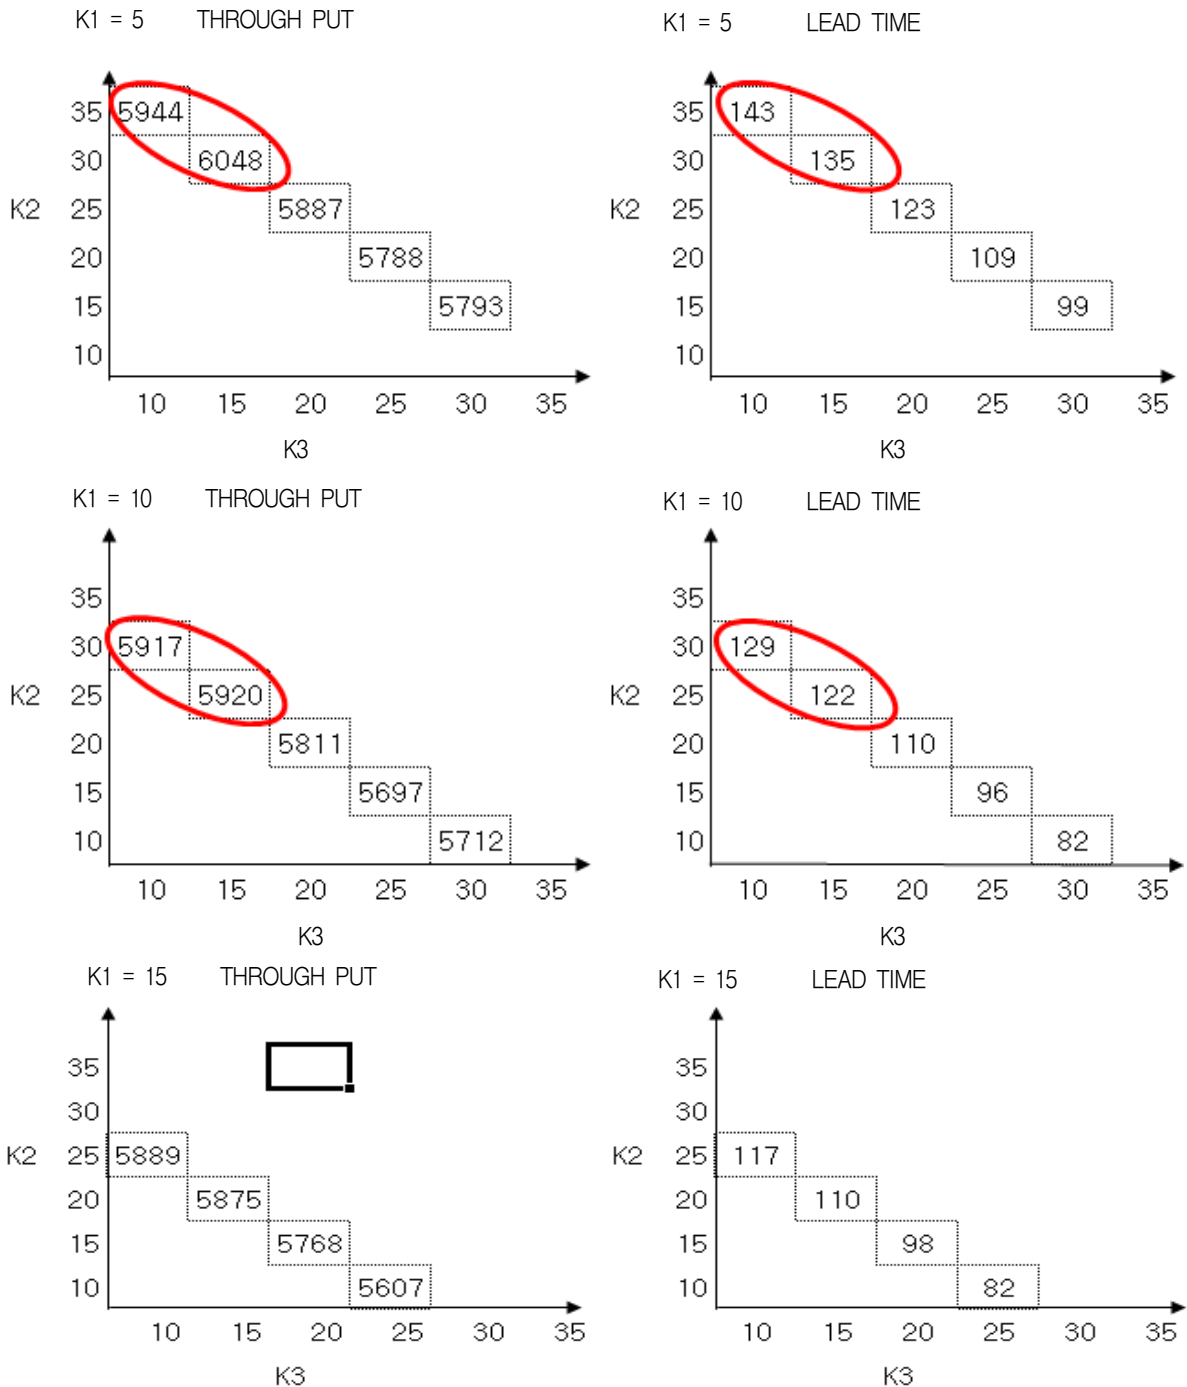 K1 = 5 THROUGH PUT
35 5944
30 6048
K2 25 5887
20 5788
15 5793
10
10 15 20 25 30 35
K3
K1 = 5 LEAD TIME
35 143
30 135
K2 25 123
20 109
15 99
10
10 15 20 25 30 35
K3
K1 = 10 THROUGH PUT
35
30 5917
K2 25 5920
20 5811
15 5697
10 5712
10 15 20 25 30 35
K3
K1 = 10 LEAD TIME
35
30 129
K2 25 122
20 110
15 96
10 82
10 15 20 25 30 35
K3
K1 = 15 THROUGH PUT
35
30
K2 25 5889
20 5875
15 5768
10 5607
10 15 20 25 30 35
K3
K1 = 15 LEAD TIME
35
30
K2 25 117
20 110
15 98
10 82
10 15 20 25 30 35
K3